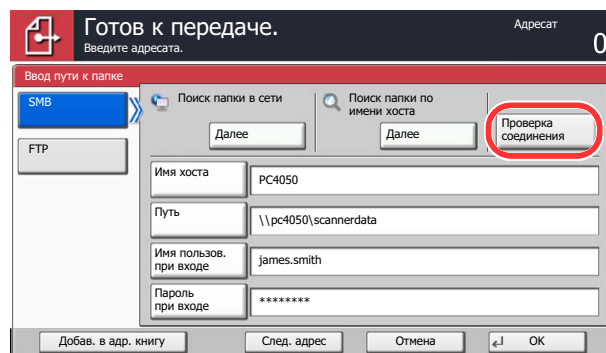 Готов к передаче.
Адресат
Введите адресата.
0
Ввод пути к папке
SMB
FTP
Поиск папки в сети
Далее
Поиск папки по
имени хоста
Далее
Проверка
соединения
Имя хоста
PC4050
Путь
\\pc4050\scannerdata
Имя пользов.
при входе
james.smith
Пароль
при входе
********
Добав. в адр. книгу
След. адрес
Отмена
OK